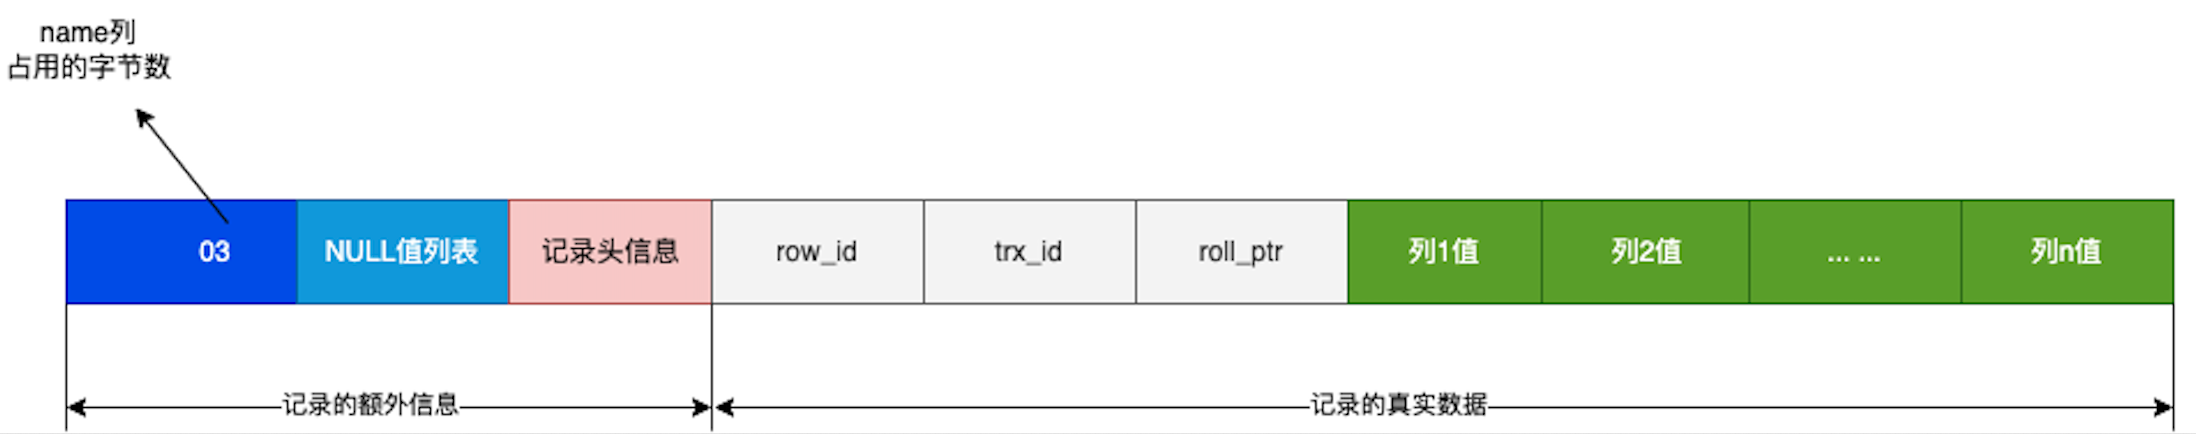 name列
占用的字节数
03
NULL值列表
记录头信息
row_id
trx_id
roll_ptr
列1值
列2值
... ...
列n值
记录的额外信息
记录的真实数据